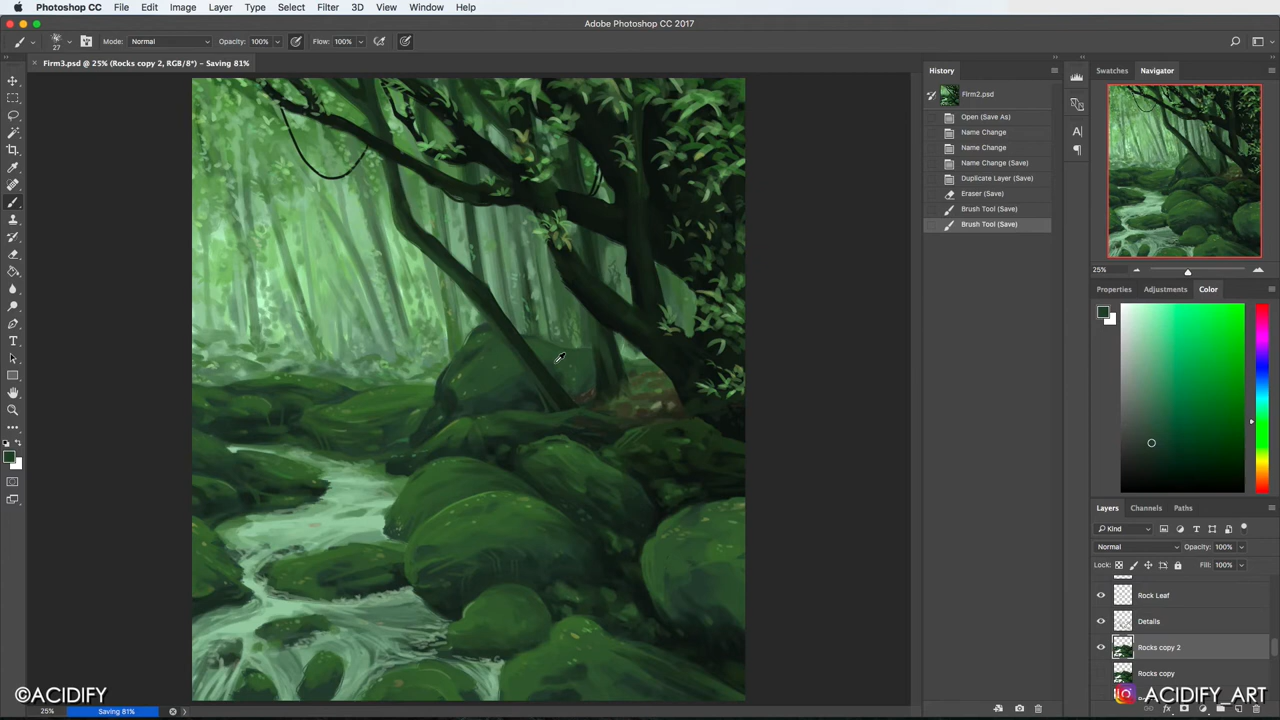 Photoshop CC File Edit Image Layer Type Select Filter 3D View Window Help
Adobe Photoshop CC 2017
27 Mode: Normal Opacity: 100% Flow: 100%
Firm3.psd @ 25% (Rocks copy 2, RGB/8*) – Saving 81%
History
Firm2.psd
Open (Save As)
Name Change
Name Change
Name Change (Save)
Duplicate Layer (Save)
Eraser (Save)
Brush Tool (Save)
Brush Tool (Save)
Swatches Navigator
25%
Properties Adjustments Color
Layers Channels Paths
Kind
Normal Opacity: 100%
Lock: Fill: 100%
Rock Leaf
Details
Rocks copy 2
Rocks copy
©ACIDIFY
ACIDIFY_ART
25% Saving 81%